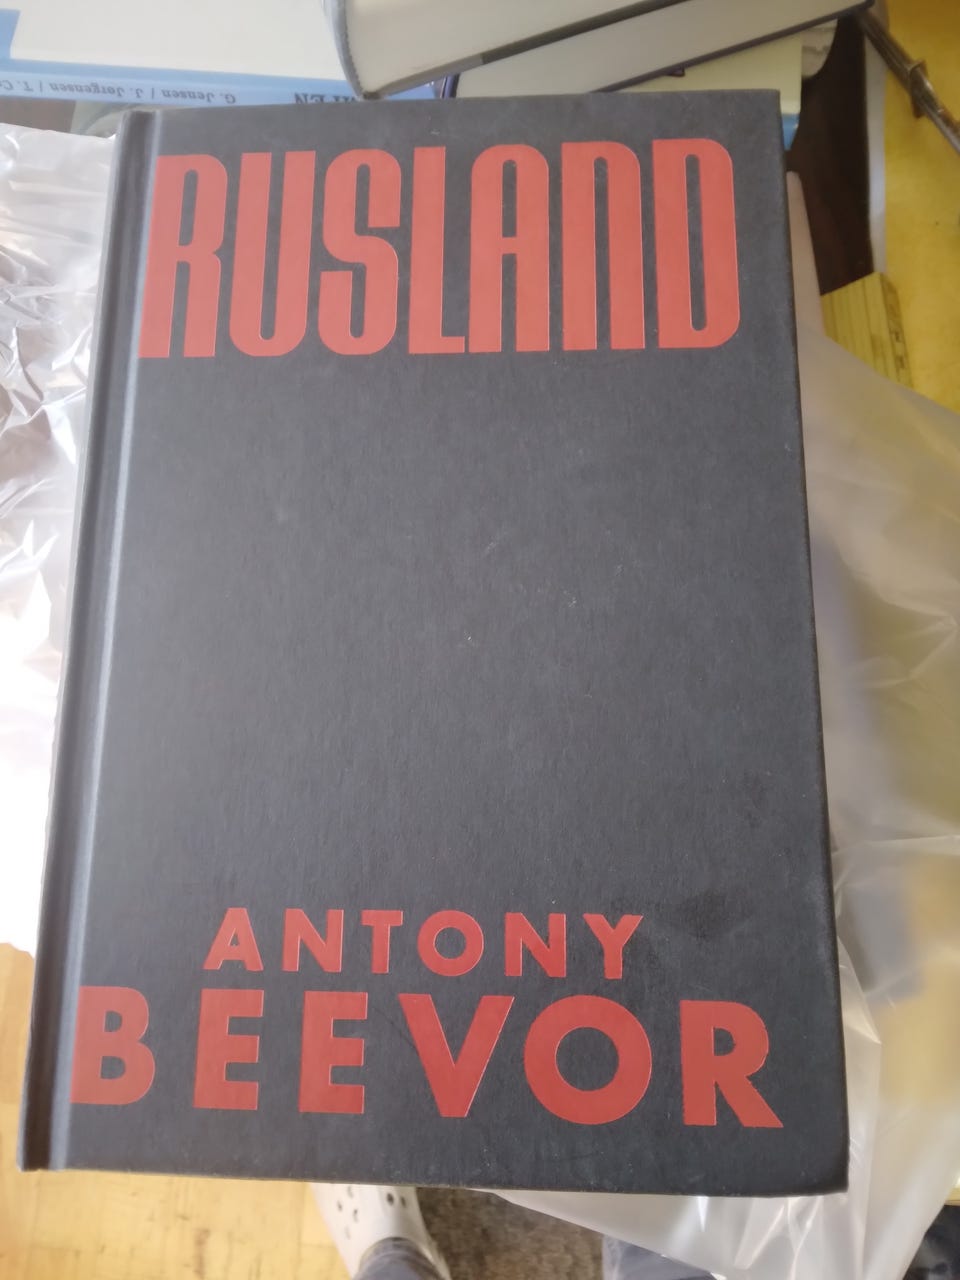 G. Jensen / J. Jørgensen / T. C
RUSLAND
ANTONY
BEEVOR